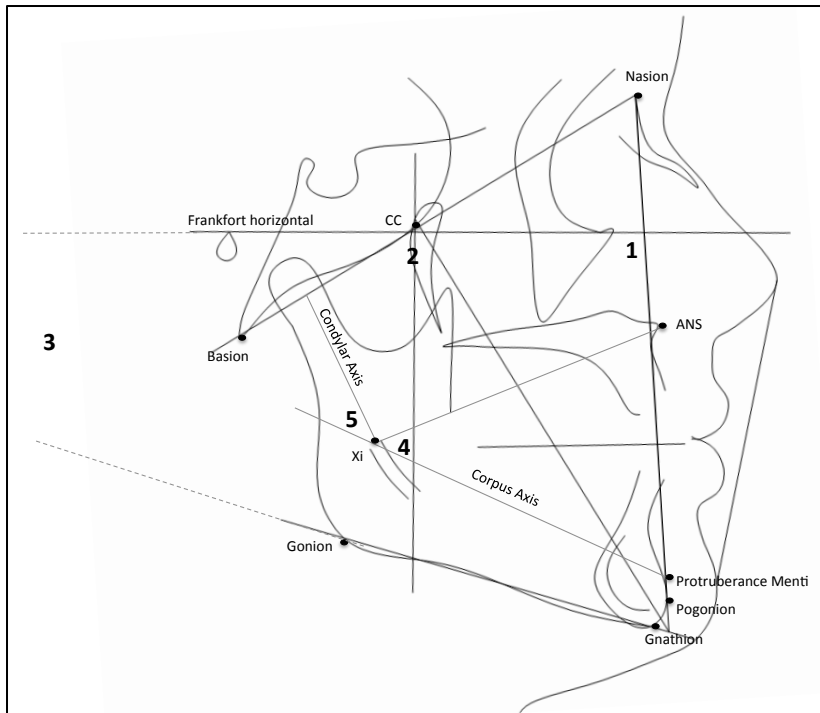 Nasion
Frankfort horizontal
CC
2
1
ANS
3
Basion
Condylar Axis
5
4
Xi
Corpus Axis
Gonion
Protruberance Menti
Pogonion
Gnathion